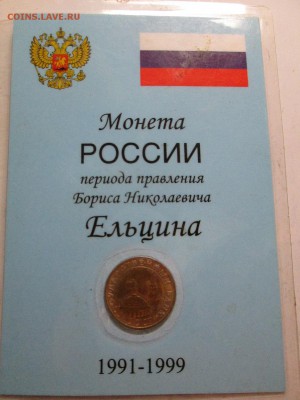 COINS.LAVE.RU
Монета
РОССИИ
периода правления
Бориса Николаевича
Ельцина
1991-1999